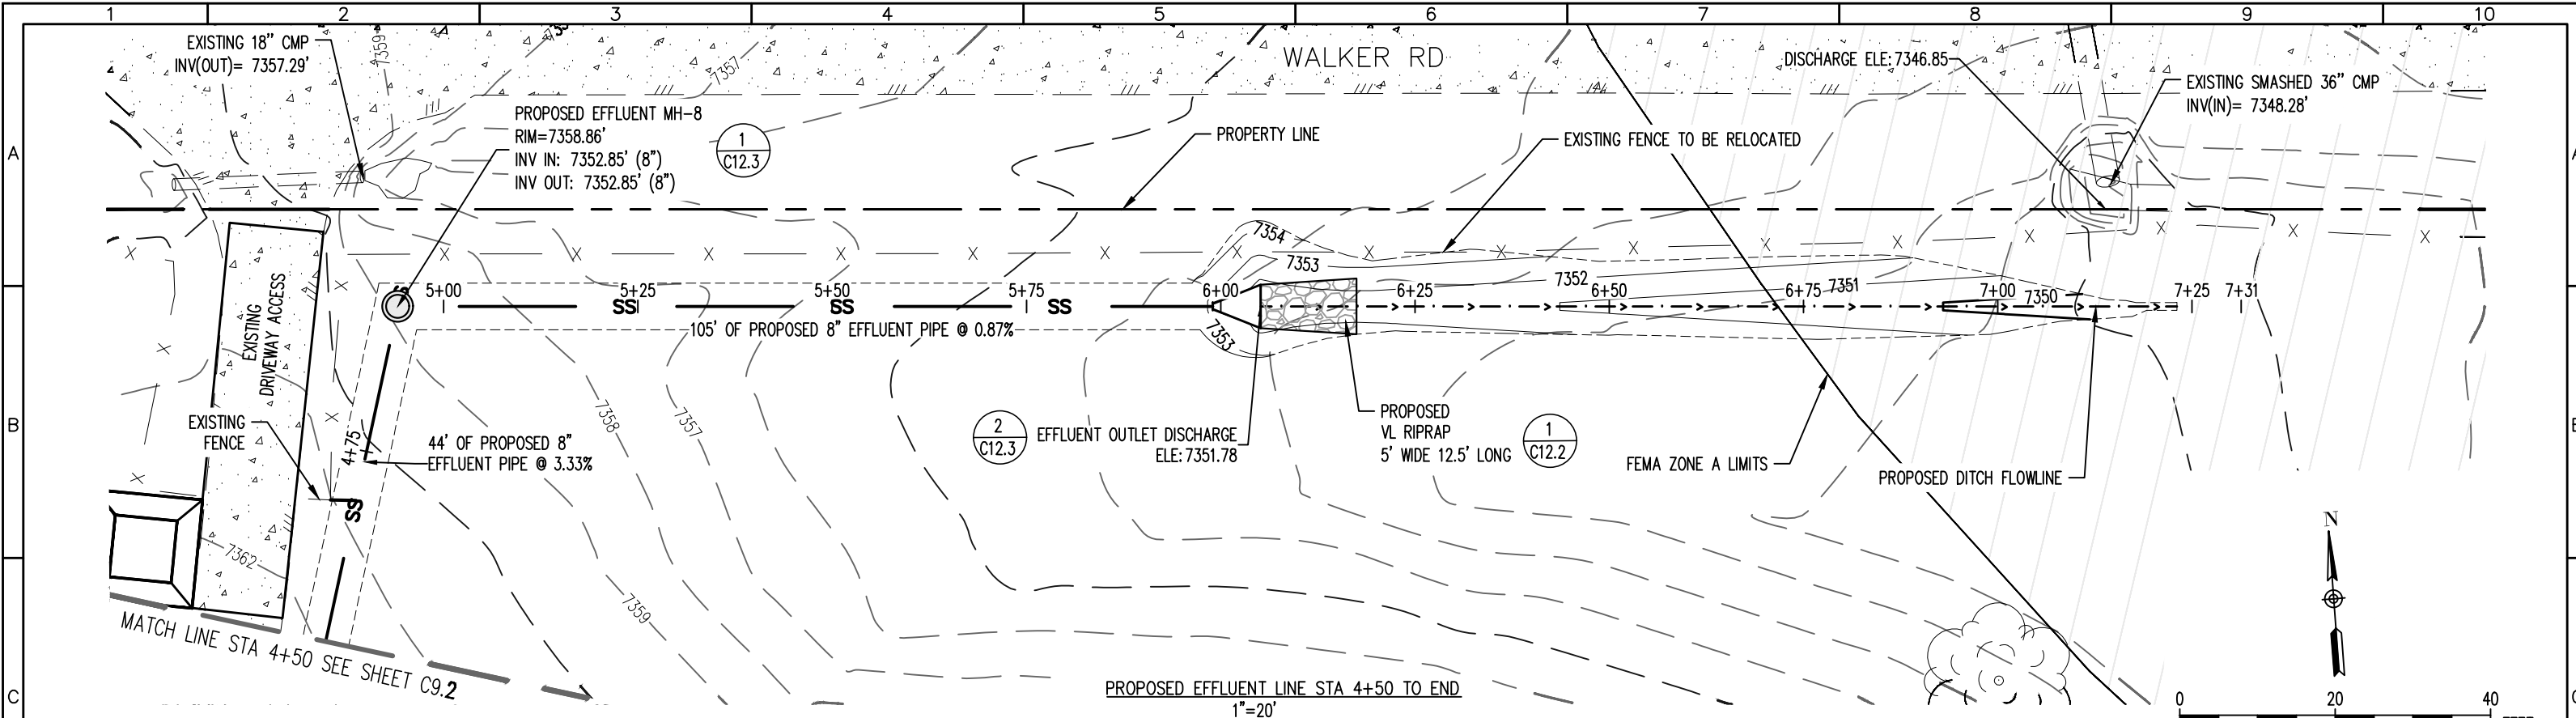 1 2 3 4 5 6 7 8 9 10
A
B
C
WALKER RD
EXISTING 18" CMP
INV(OUT)= 7357.29'
7359
7357
PROPOSED EFFLUENT MH-8
RIM=7358.86'
INV IN: 7352.85' (8")
INV OUT: 7352.85' (8")
1
C12.3
PROPERTY LINE
EXISTING FENCE TO BE RELOCATED
DISCHARGE ELE:7346.85
EXISTING SMASHED 36" CMP
INV(IN)= 7348.28'
7354
7353
7352
7351
7350
7353
5+00
5+25
5+50
5+75
6+00
6+25
6+50
6+75
7+00
7+25
7+31
S
SS
SS
SS
105' OF PROPOSED 8" EFFLUENT PIPE @ 0.87%
EXISTING
DRIVEWAY ACCESS
EXISTING
FENCE
4+75
44' OF PROPOSED 8"
EFFLUENT PIPE @ 3.33%
SS
7358
7357
7359
7362
2
C12.3
EFFLUENT OUTLET DISCHARGE
ELE:7351.78
PROPOSED
VL RIPRAP
5' WIDE 12.5' LONG
1
C12.2
FEMA ZONE A LIMITS
PROPOSED DITCH FLOWLINE
N
MATCH LINE STA 4+50 SEE SHEET C9.2
PROPOSED EFFLUENT LINE STA 4+50 TO END
1"=20'
0 20 40